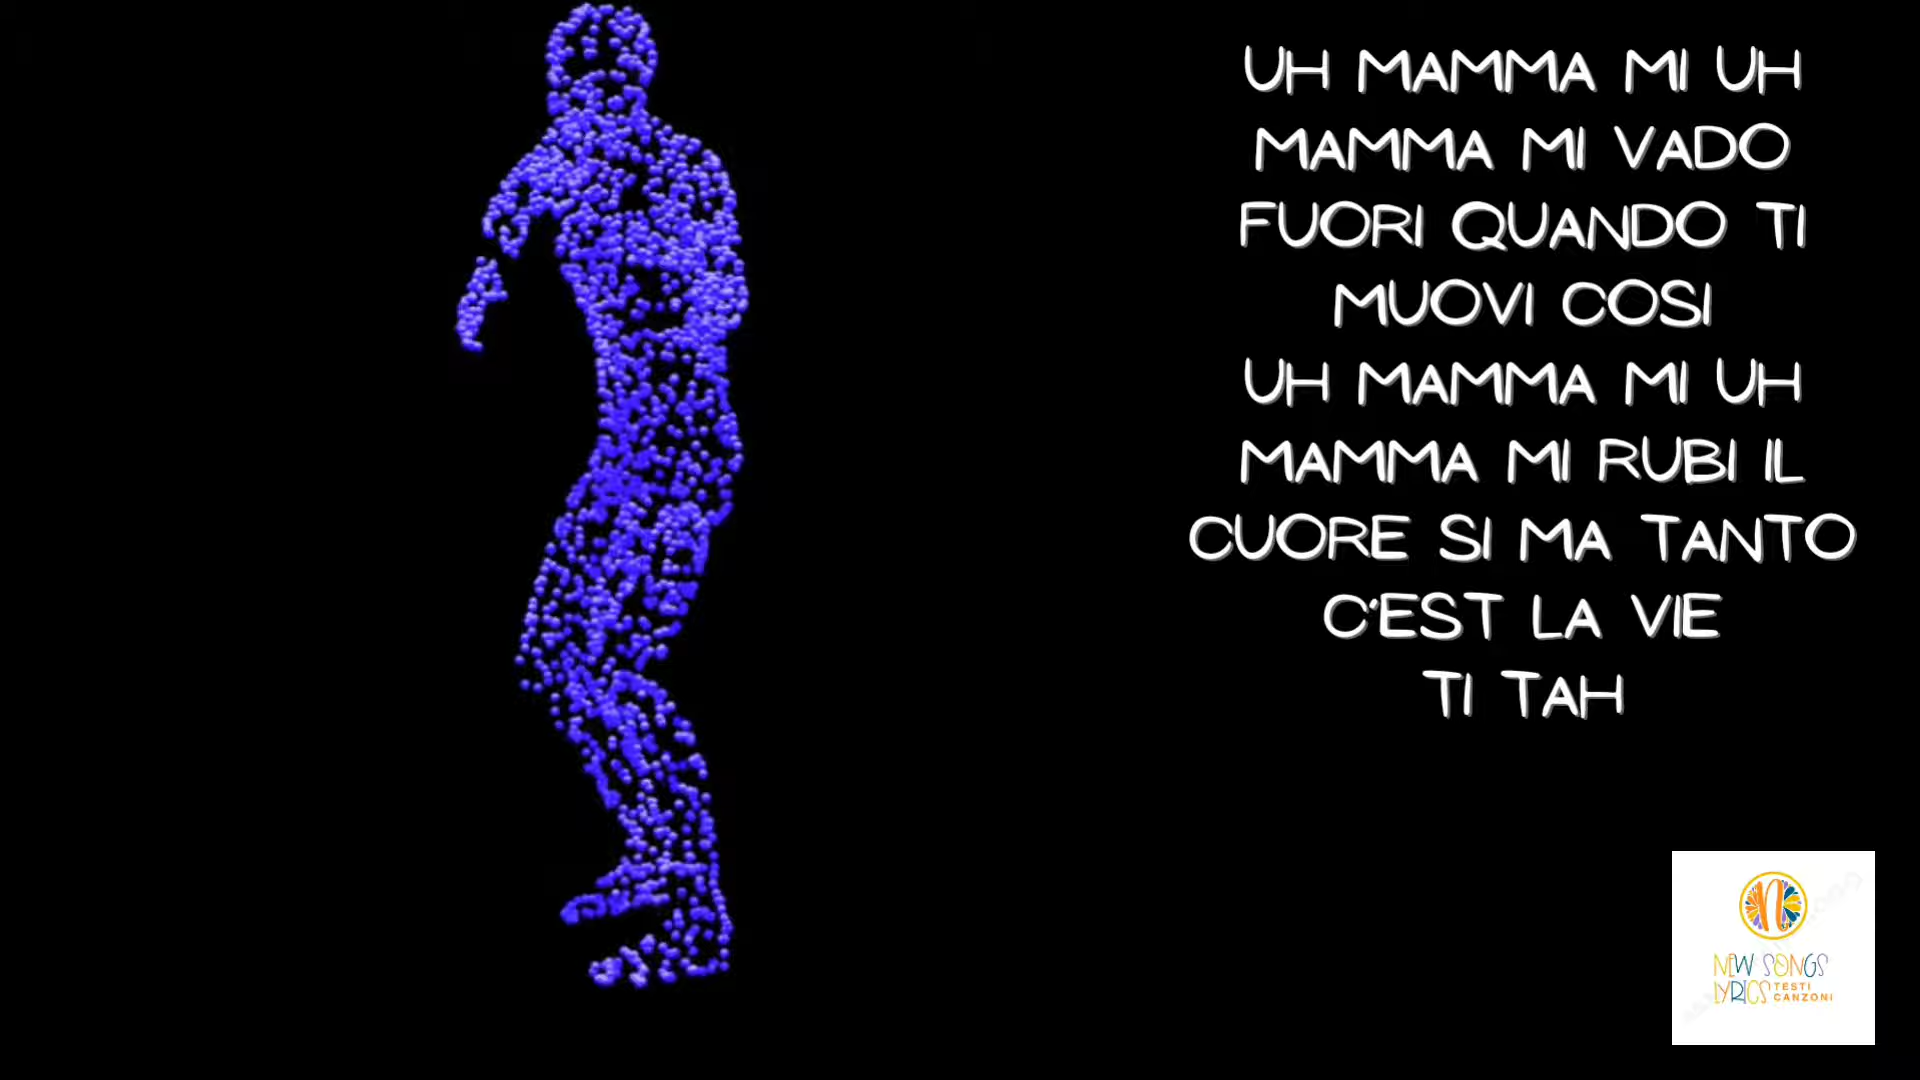 UH MAMMA MI UH
MAMMA MI VADO
FUORI QUANDO TI
MUOVI COSI
UH MAMMA MI UH
MAMMA MI RUBI IL
CUORE SI MA TANTO
C'EST LA VIE
TI TAH
n
NEW SONGS
LYRICS TESTI
CANZONI